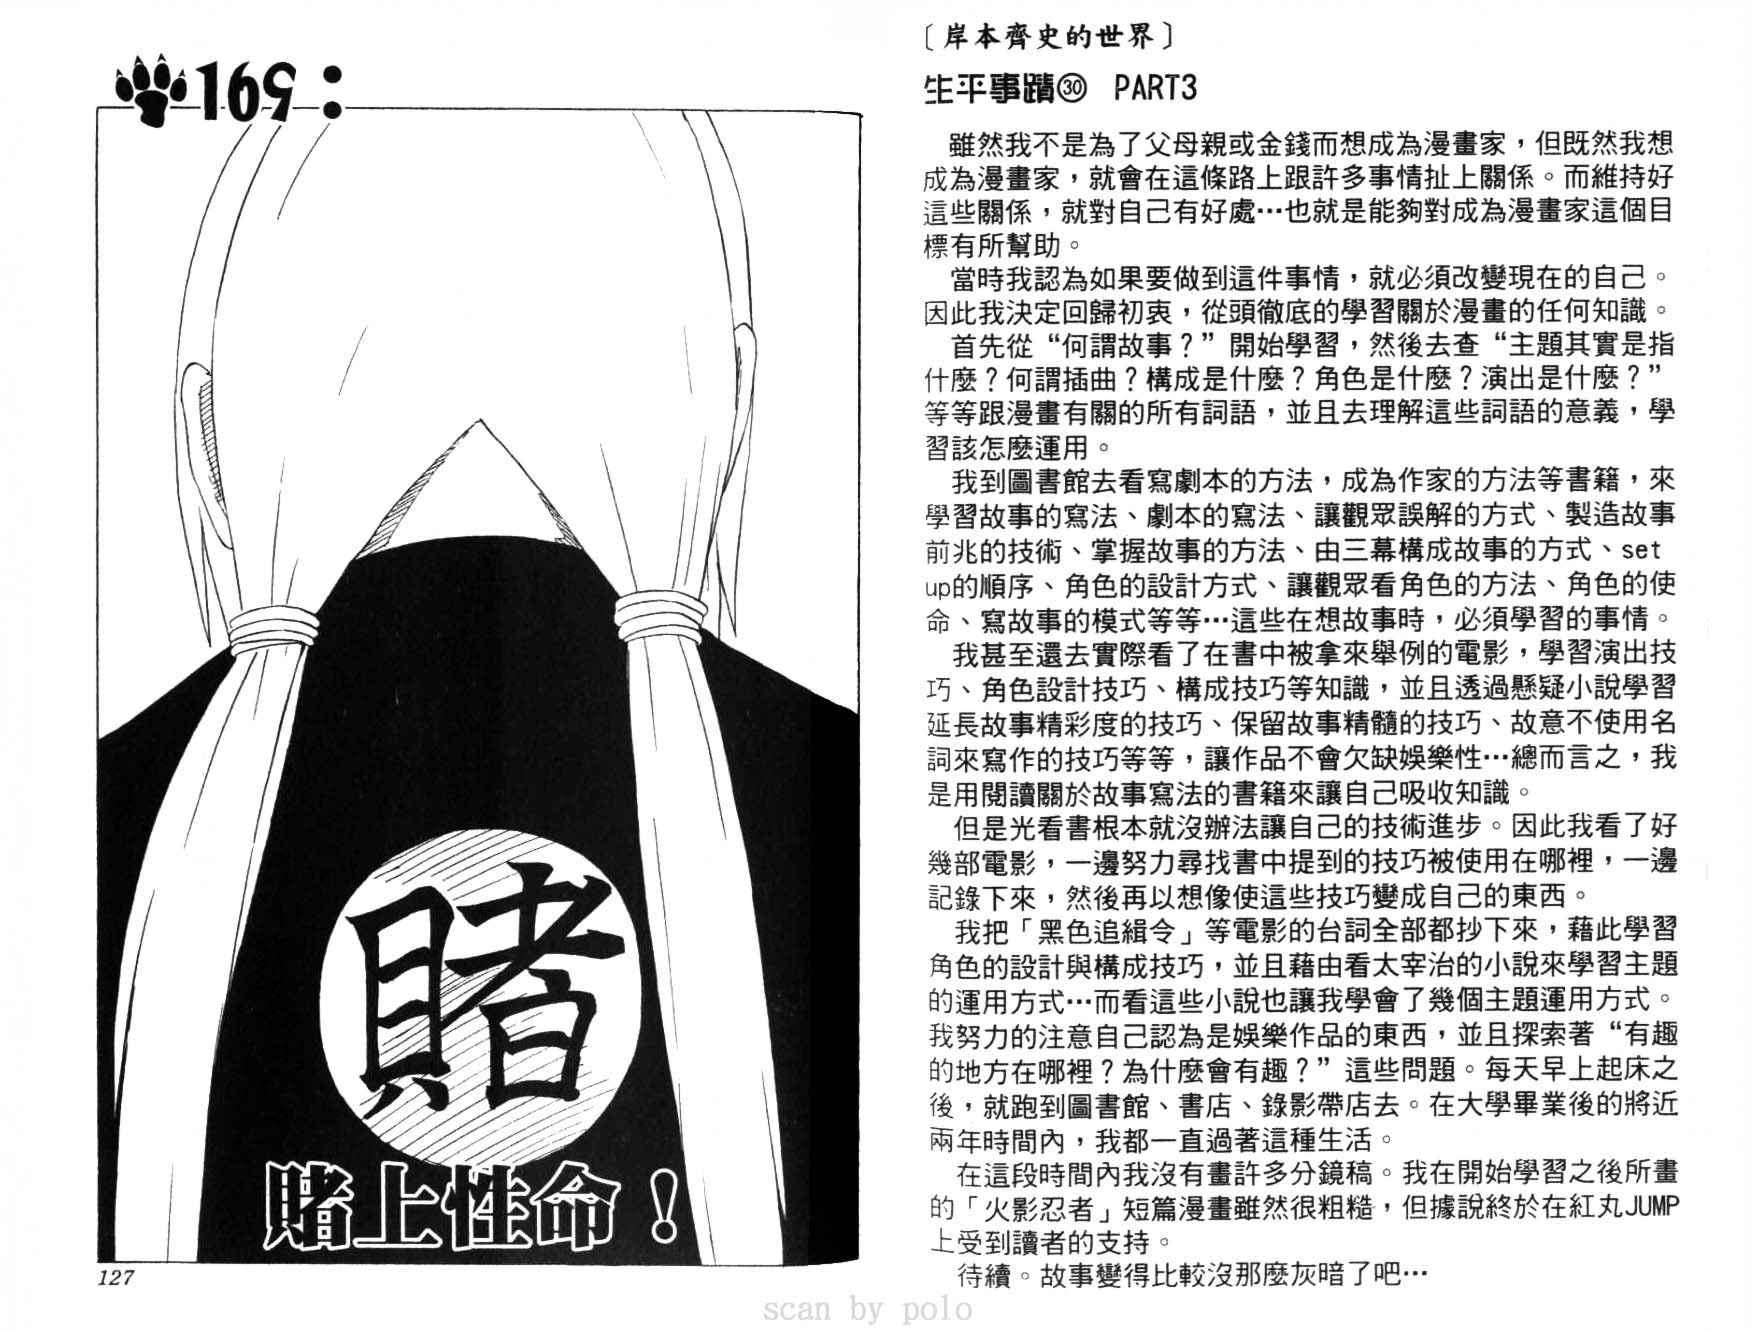 〔岸本齊史的世界〕
生平事蹟㉚ PART3
雖然我不是為了父母親或金錢而想成為漫畫家，但既然我想
成為漫畫家，就會在這條路上跟許多事情扯上關係。而維持好
這些關係，就對自己有好處…也就是能夠對成為漫畫家這個目
標有所幫助。
當時我認為如果要做到這件事情，就必須改變現在的自己。
因此我決定回歸初衷，從頭徹底的學習關於漫畫的任何知識。
首先從“何謂故事？”開始學習，然後去查“主題其實是指
什麼？何謂插曲？構成是什麼？角色是什麼？演出是什麼？”
等等跟漫畫有關的所有詞語，並且去理解這些詞語的意義，學
習該怎麼運用。
我到圖書館去看寫劇本的方法，成為作家的方法等書籍，來
學習故事的寫法、劇本的寫法、讓觀眾誤解的方式、製造故事
前兆的技術、掌握故事的方法、由三幕構成故事的方式、set
up的順序、角色的設計方式、讓觀眾看角色的方法、角色的使
命、寫故事的模式等等…這些在想故事時，必須學習的事情。
我甚至還去實際看了在書中被拿來舉例的電影，學習演出技
巧、角色設計技巧、構成技巧等知識，並且透過懸疑小說學習
延長故事精彩度的技巧、保留故事精髓的技巧、故意不使用名
詞來寫作的技巧等等，讓作品不會欠缺娛樂性…總而言之，我
是用閱讀關於故事寫法的書籍來讓自己吸收知識。
但是光看書根本就沒辦法讓自己的技術進步。因此我看了好
幾部電影，一邊努力尋找書中提到的技巧被使用在哪裡，一邊
記錄下來，然後再以想像使這些技巧變成自己的東西。
我把「黑色追緝令」等電影的台詞全部都抄下來，藉此學習
角色的設計與構成技巧，並且藉由看太宰治的小說來學習主題
的運用方式…而看這些小說也讓我學會了幾個主題運用方式。
我努力的注意自己認為是娛樂作品的東西，並且探索著“有趣
的地方在哪裡？為什麼會有趣？”這些問題。每天早上起床之
後，就跑到圖書館、書店、錄影帶店去。在大學畢業後的將近
兩年時間內，我都一直過著這種生活。
在這段時間內我沒有畫許多分鏡稿。我在開始學習之後所畫
的「火影忍者」短篇漫畫雖然很粗糙，但據說終於在紅丸JUMP
上受到讀者的支持。
待續。故事變得比較沒那麼灰暗了吧…
169：
賭
賭上性命！
127
scan by polo